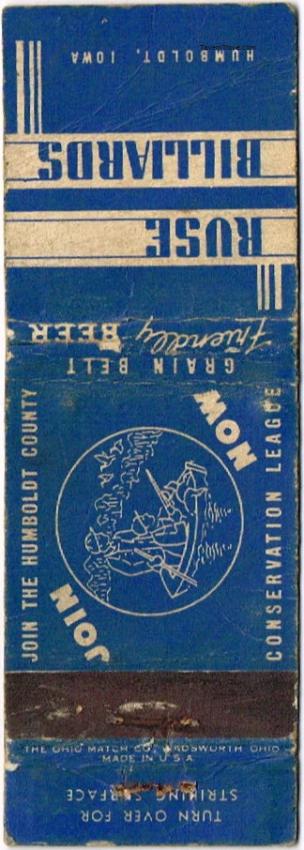 RUSE
BILLIARDS
HUMBOLDT, IOWA
GRAIN BELT
Friendly BEER
JOIN THE HUMBOLDT COUNTY
JOIN
NOW
CONSERVATION LEAGUE
THE OHIO MATCH CO., WADSWORTH, OHIO
MADE IN U.S.A.
TURN OVER FOR
STRIKING SURFACE